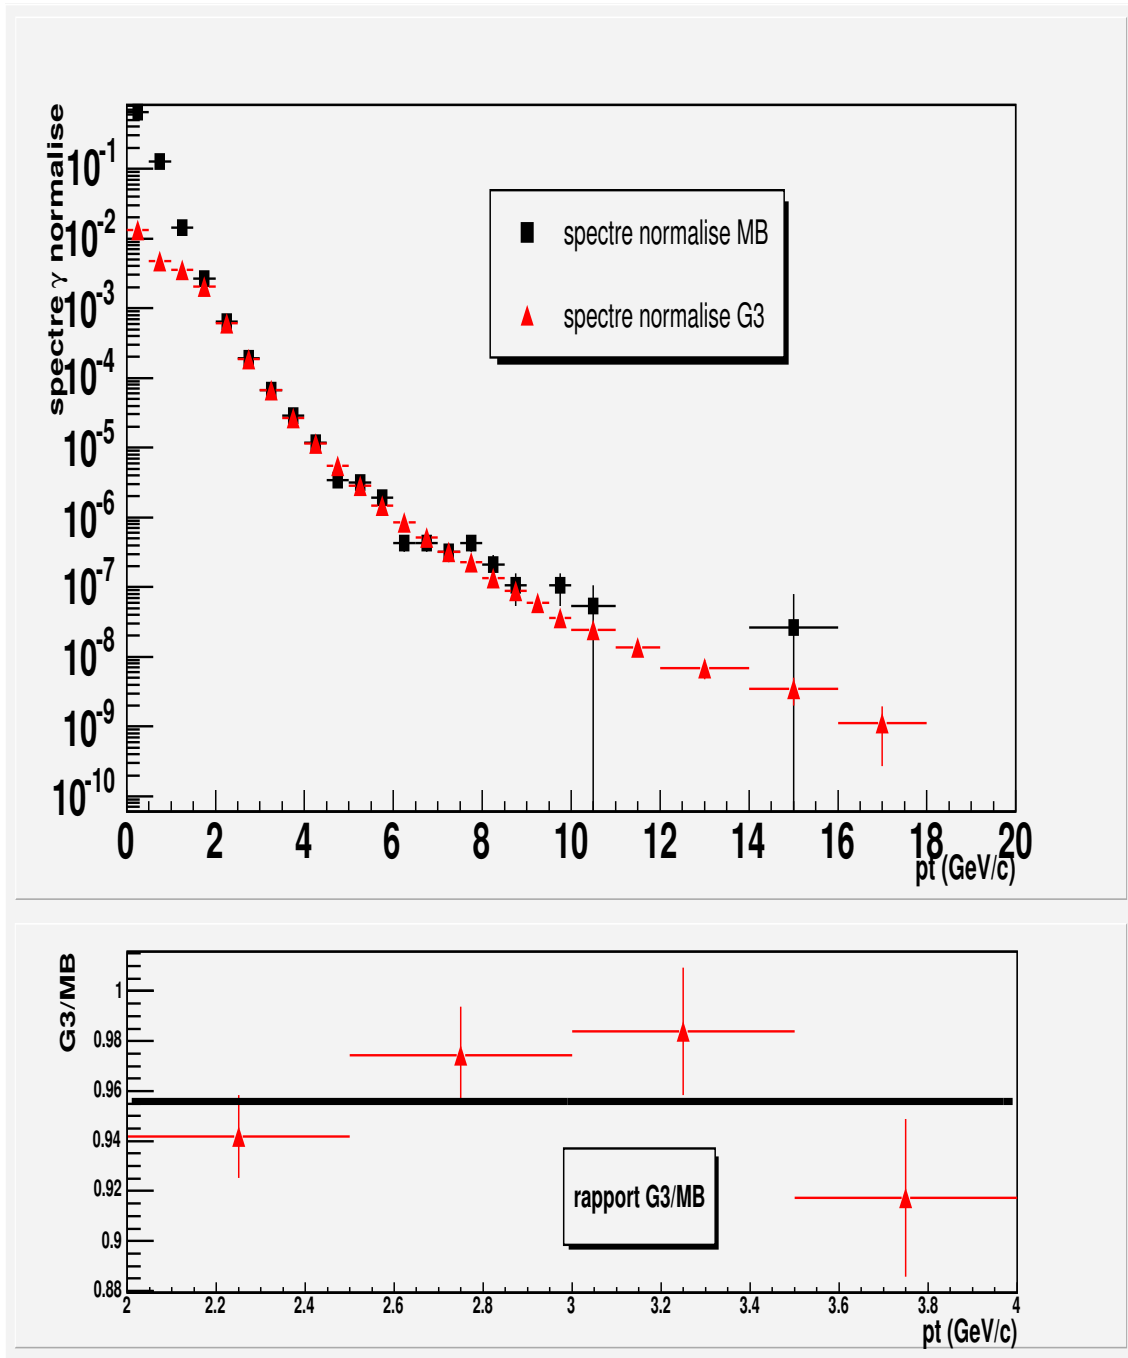 spectre γ normalise
10-1
10-2
10-3
10-4
10-5
10-6
10-7
10-8
10-9
10-10
spectre normalise MB
spectre normalise G3
0 2 4 6 8 10 12 14 16 18 20
pt (GeV/c)
G3/MB
1
0.98
0.96
0.94
0.92
0.9
0.88
rapport G3/MB
2 2.2 2.4 2.6 2.8 3 3.2 3.4 3.6 3.8 4
pt (GeV/c)